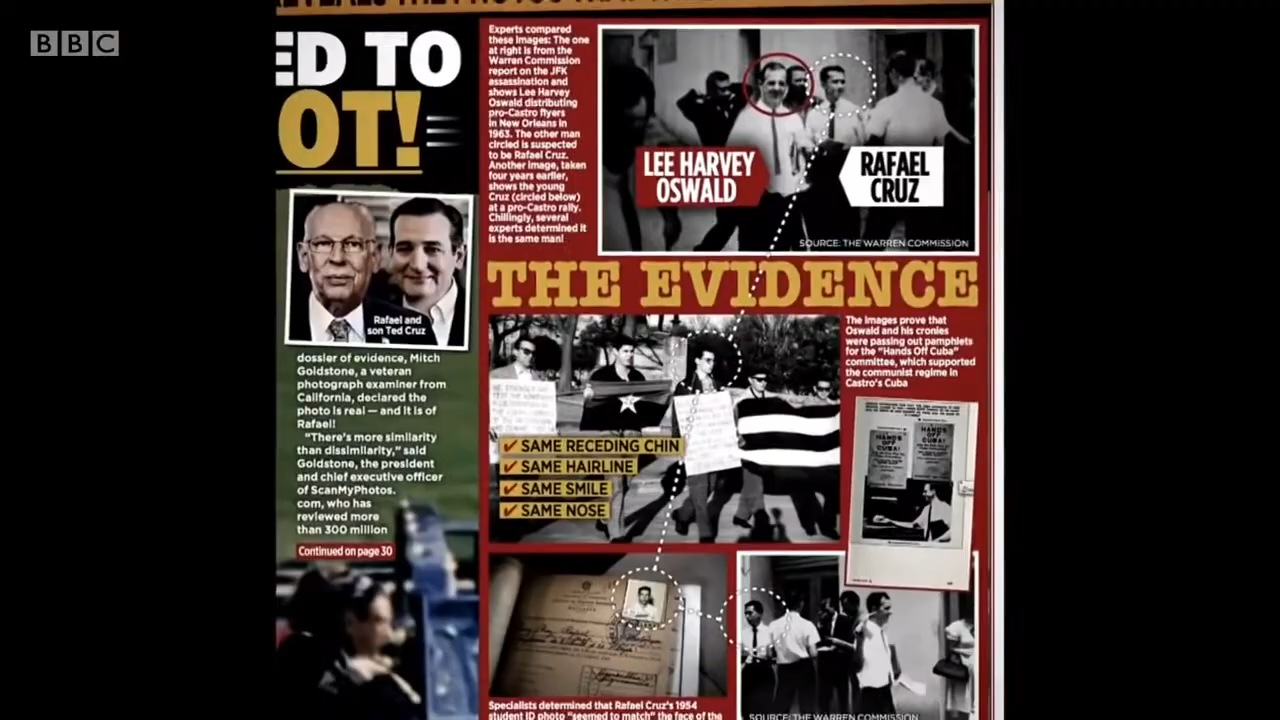 BBC
ED TO
OT!
Experts compared
these images: The one
at right is from the
Warren Commission
report on the JFK
assassination and
shows Lee Harvey
Oswald distributing
pro-Castro flyers
in New Orleans in
1963. The other man
circled is suspected
to be Rafael Cruz.
Another image, taken
four years earlier,
shows the young
Cruz (circled below)
at a pro-Castro rally.
Chillingly, several
experts determined it
is the same man!
LEE HARVEY
OSWALD
RAFAEL
CRUZ
SOURCE: THE WARREN COMMISSION
THE EVIDENCE
Rafael and
son Ted Cruz
dossier of evidence, Mitch
Goldstone, a veteran
photograph examiner from
California, declared the
photo is real — and it is of
Rafael!
"There's more similarity
than dissimilarity," said
Goldstone, the president
and chief executive officer
of ScanMyPhotos.
com, who has
reviewed more
than 300 million
Continued on page 30
✓ SAME RECEDING CHIN
✓ SAME HAIRLINE
✓ SAME SMILE
✓ SAME NOSE
The images prove that
Oswald and his cronies
were passing out pamphlets
for the "Hands Off Cuba"
committee, which supported
the communist regime in
Castro's Cuba
HANDS
OFF
CUBA!
HANDS
OFF
CUBA!
Specialists determined that Rafael Cruz's 1954
student ID photo "seemed to match" the face of the
SOURCE: THE WARREN COMMISSION